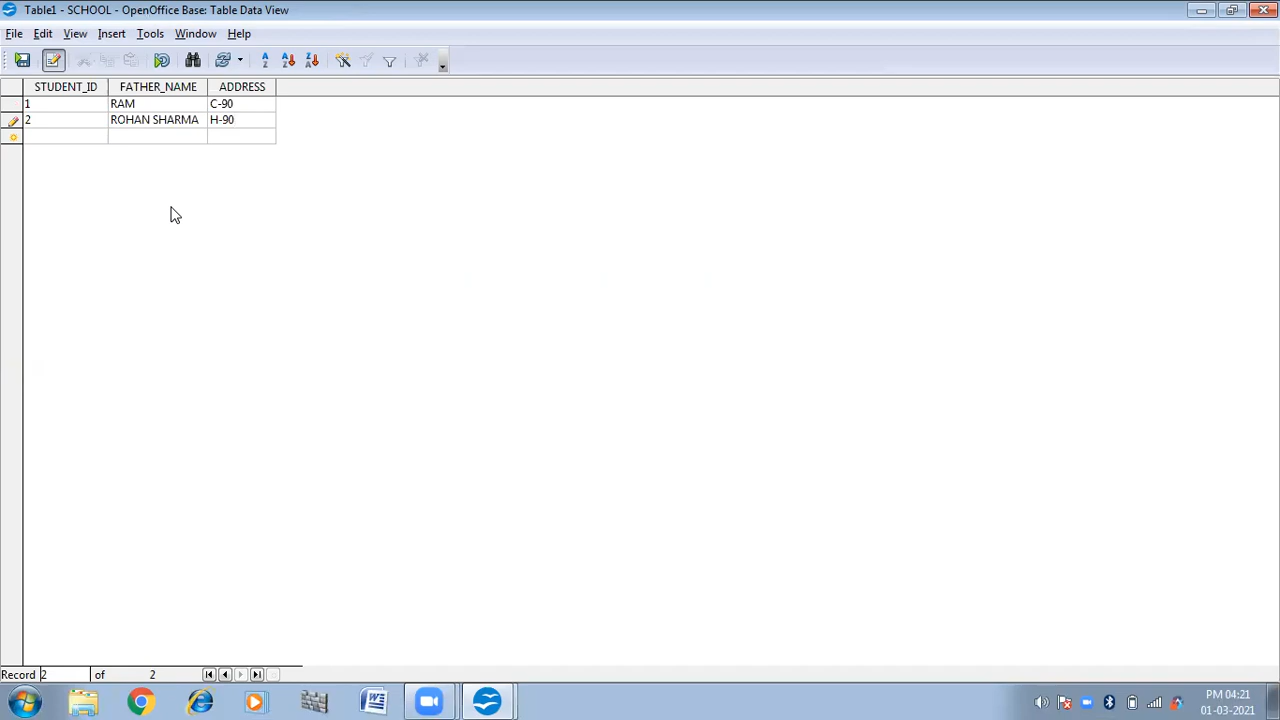 Table1 - SCHOOL - OpenOffice Base: Table Data View
File Edit View Insert Tools Window Help
STUDENT_ID FATHER_NAME ADDRESS
1 RAM C-90
2 ROHAN SHARMA H-90
Record 2 of 2
PM 04:21
01-03-2021